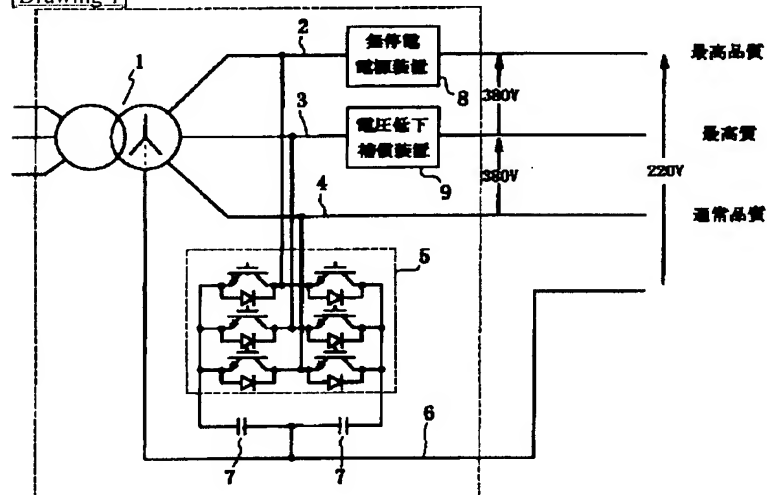 [Drawing 1]
1
2
無停電
電源装置
8
最高品質
380V
3
電圧低下
補償装置
9
最高質
380V
220V
4
通常品質
5
6
7
7